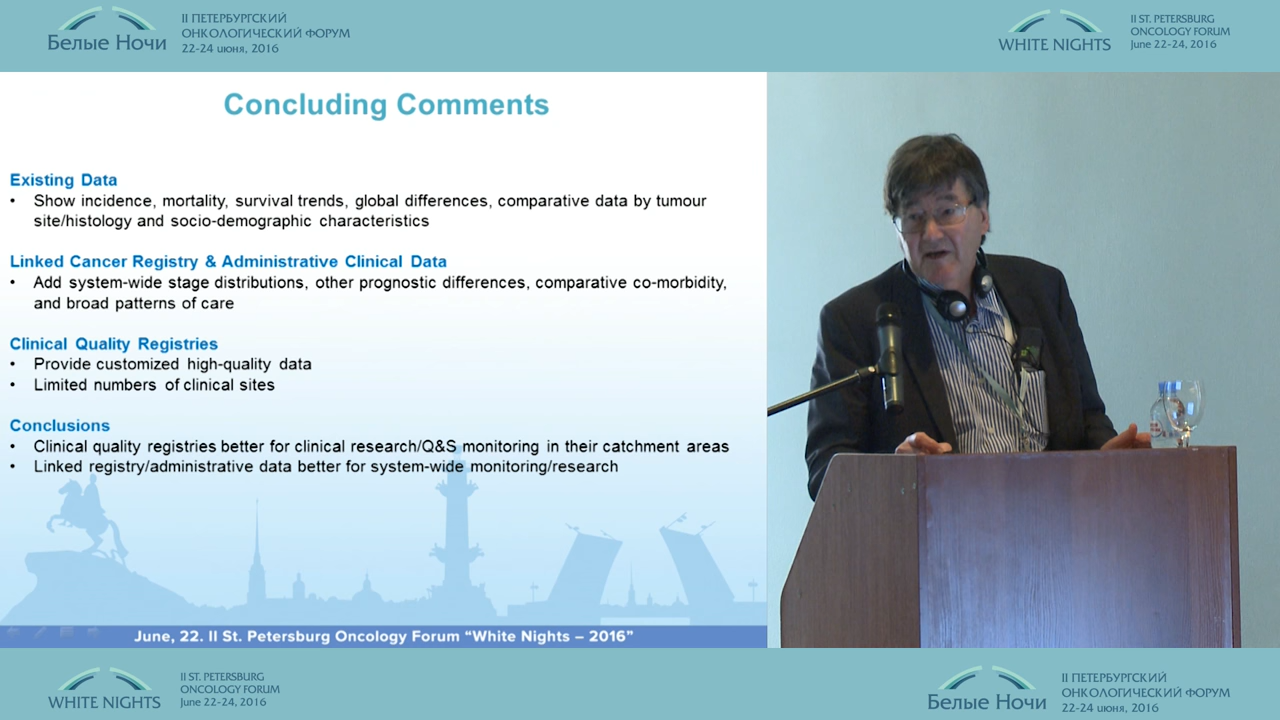 Белые Ночи
II ПЕТЕРБУРГСКИЙ
ОНКОЛОГИЧЕСКИЙ ФОРУМ
22-24 июня, 2016
WHITE NIGHTS
II ST. PETERSBURG
ONCOLOGY FORUM
June 22-24, 2016
Concluding Comments
Existing Data
• Show incidence, mortality, survival trends, global differences, comparative data by tumour
site/histology and socio-demographic characteristics
Linked Cancer Registry & Administrative Clinical Data
• Add system-wide stage distributions, other prognostic differences, comparative co-morbidity,
and broad patterns of care
Clinical Quality Registries
• Provide customized high-quality data
• Limited numbers of clinical sites
Conclusions
• Clinical quality registries better for clinical research/Q&S monitoring in their catchment areas
• Linked registry/administrative data better for system-wide monitoring/research
June, 22. II St. Petersburg Oncology Forum “White Nights – 2016”
WHITE NIGHTS
II ST. PETERSBURG
ONCOLOGY FORUM
June 22-24, 2016
Белые Ночи
II ПЕТЕРБУРГСКИЙ
ОНКОЛОГИЧЕСКИЙ ФОРУМ
22-24 июня, 2016